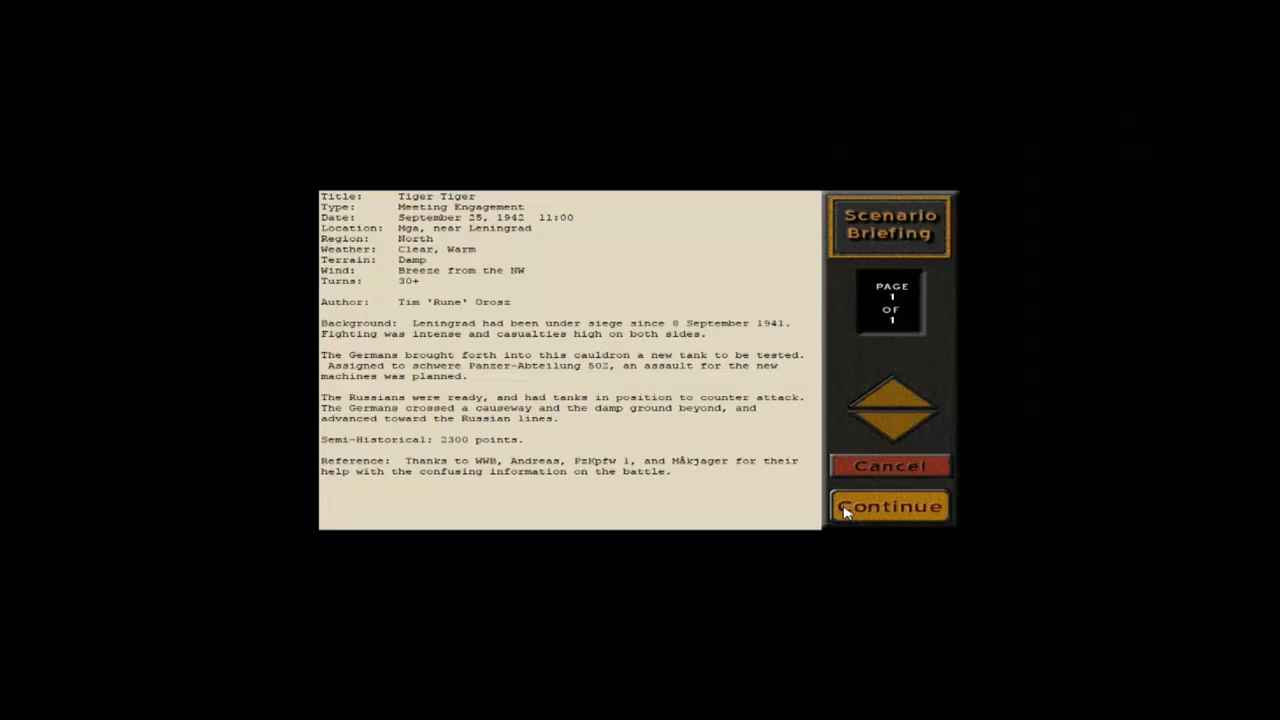 Title: Tiger Tiger
Type: Meeting Engagement
Date: September 25, 1942 11:00
Location: Mga, near Leningrad
Region: North
Weather: Clear, Warm
Terrain: Damp
Wind: Breeze from the NW
Turns: 30+
Author: Tim 'Rune' Orosz
Background: Leningrad had been under siege since 8 September 1941.
Fighting was intense and casualties high on both sides.
The Germans brought forth into this cauldron a new tank to be tested.
Assigned to schwere Panzer-Abteilung 502, an assault for the new
machines was planned.
The Russians were ready, and had tanks in position to counter attack.
The Germans crossed a causeway and the damp ground beyond, and
advanced toward the Russian lines.
Semi-Historical: 2300 points.
Reference: Thanks to WWB, Andreas, PzKpfw 1, and Måkjager for their
help with the confusing information on the battle.
Scenario
Briefing
PAGE
1
OF
1
Cancel
Continue